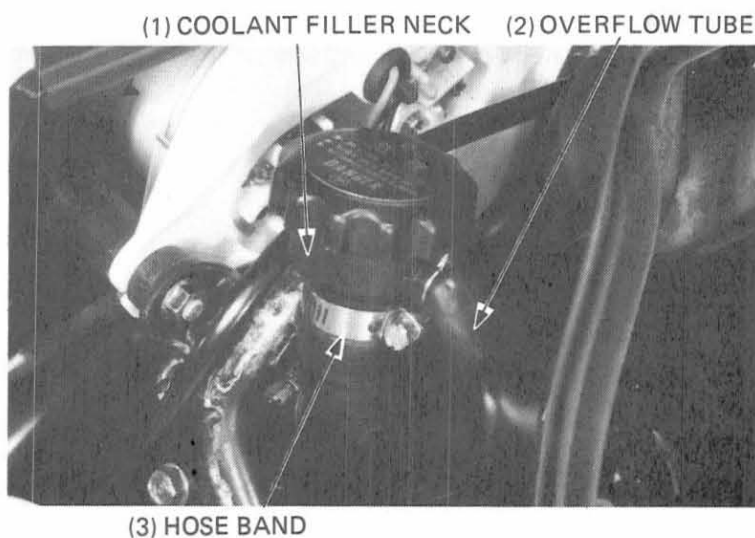 (1) COOLANT FILLER NECK (2) OVERFLOW TUBE
(3) HOSE BAND